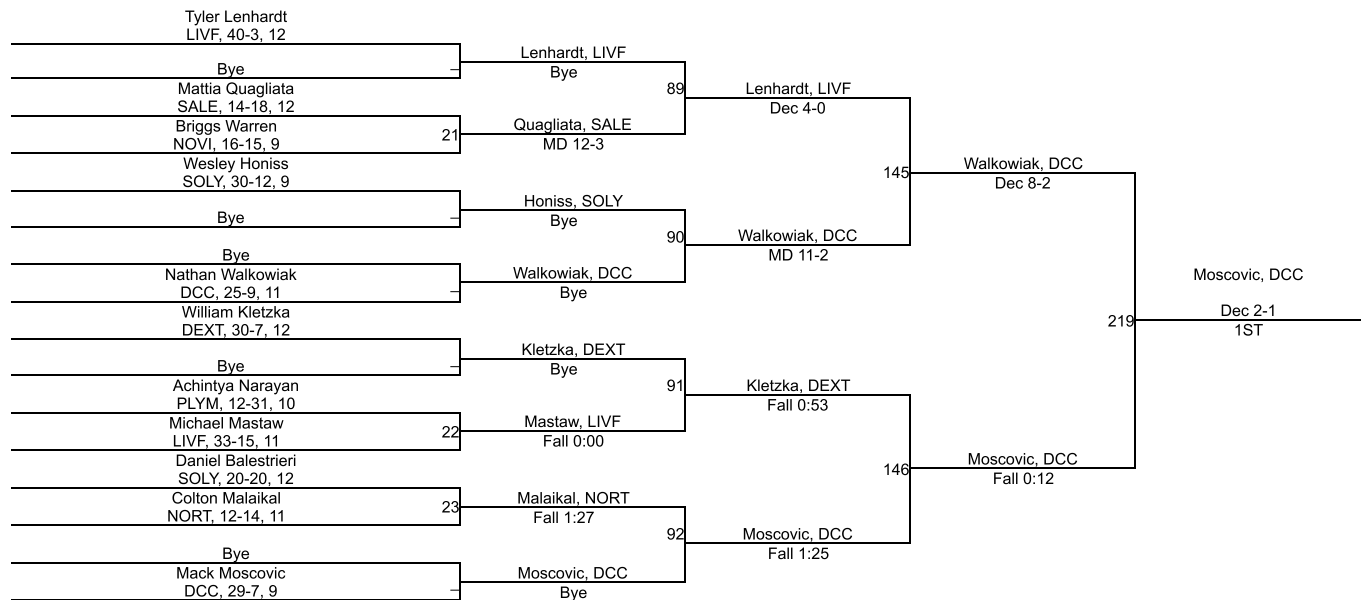 Tyler Lenhardt
LIVF, 40-3, 12
Bye
Mattia Quagliata
SALE, 14-18, 12
Briggs Warren
NOVI, 16-15, 9
Wesley Honiss
SOLY, 30-12, 9
Bye
Bye
Nathan Walkowiak
DCC, 25-9, 11
William Kletzka
DEXT, 30-7, 12
Bye
Achintya Narayan
PLYM, 12-31, 10
Michael Mastaw
LIVF, 33-15, 11
Daniel Balestrieri
SOLY, 20-20, 12
Colton Malaikal
NORT, 12-14, 11
Bye
Mack Moscovic
DCC, 29-7, 9
–
21
–
–
–
22
23
–
Lenhardt, LIVF
Bye
Quagliata, SALE
MD 12-3
Honiss, SOLY
Bye
Walkowiak, DCC
Bye
Kletzka, DEXT
Bye
Mastaw, LIVF
Fall 0:00
Malaikal, NORT
Fall 1:27
Moscovic, DCC
Bye
89
90
91
92
Lenhardt, LIVF
Dec 4-0
Walkowiak, DCC
MD 11-2
Kletzka, DEXT
Fall 0:53
Moscovic, DCC
Fall 1:25
145
146
Walkowiak, DCC
Dec 8-2
Moscovic, DCC
Fall 0:12
219
Moscovic, DCC
Dec 2-1
1ST